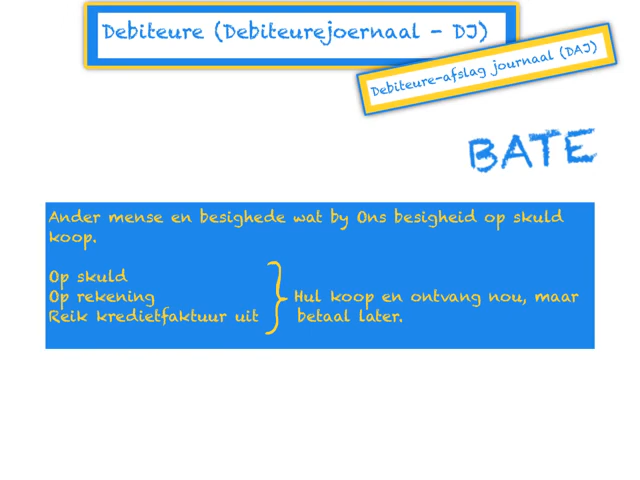 Debiteure (Debiteurejoernaal - DJ)
Debiteure-afslag journaal (DAJ)
BATE
Ander mense en besighede wat by Ons besigheid op skuld
koop.
Op skuld
Op rekening
Reik kredietfaktuur uit
Hul koop en ontvang nou, maar
betaal later.